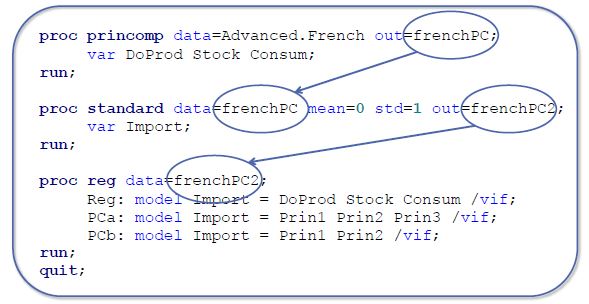 proc princomp data=Advanced.French out=frenchPC;
var DoProd Stock Consum;
run;
proc standard data=frenchPC mean=0 std=1 out=frenchPC2;
var Import;
run;
proc reg data=frenchPC2;
Reg: model Import = DoProd Stock Consum /vif;
PCa: model Import = Prin1 Prin2 Prin3 /vif;
PCb: model Import = Prin1 Prin2 /vif;
run;
quit;